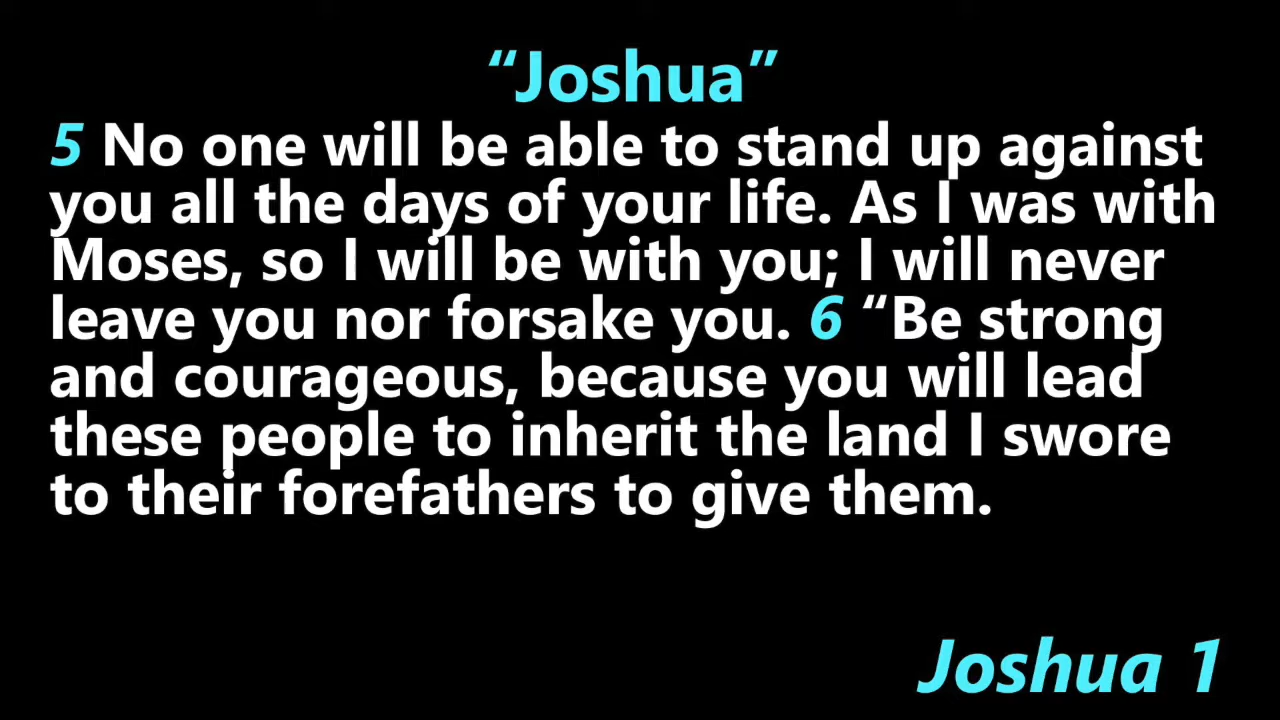 “Joshua”
5 No one will be able to stand up against
you all the days of your life. As I was with
Moses, so I will be with you; I will never
leave you nor forsake you. 6 “Be strong
and courageous, because you will lead
these people to inherit the land I swore
to their forefathers to give them.
Joshua 1